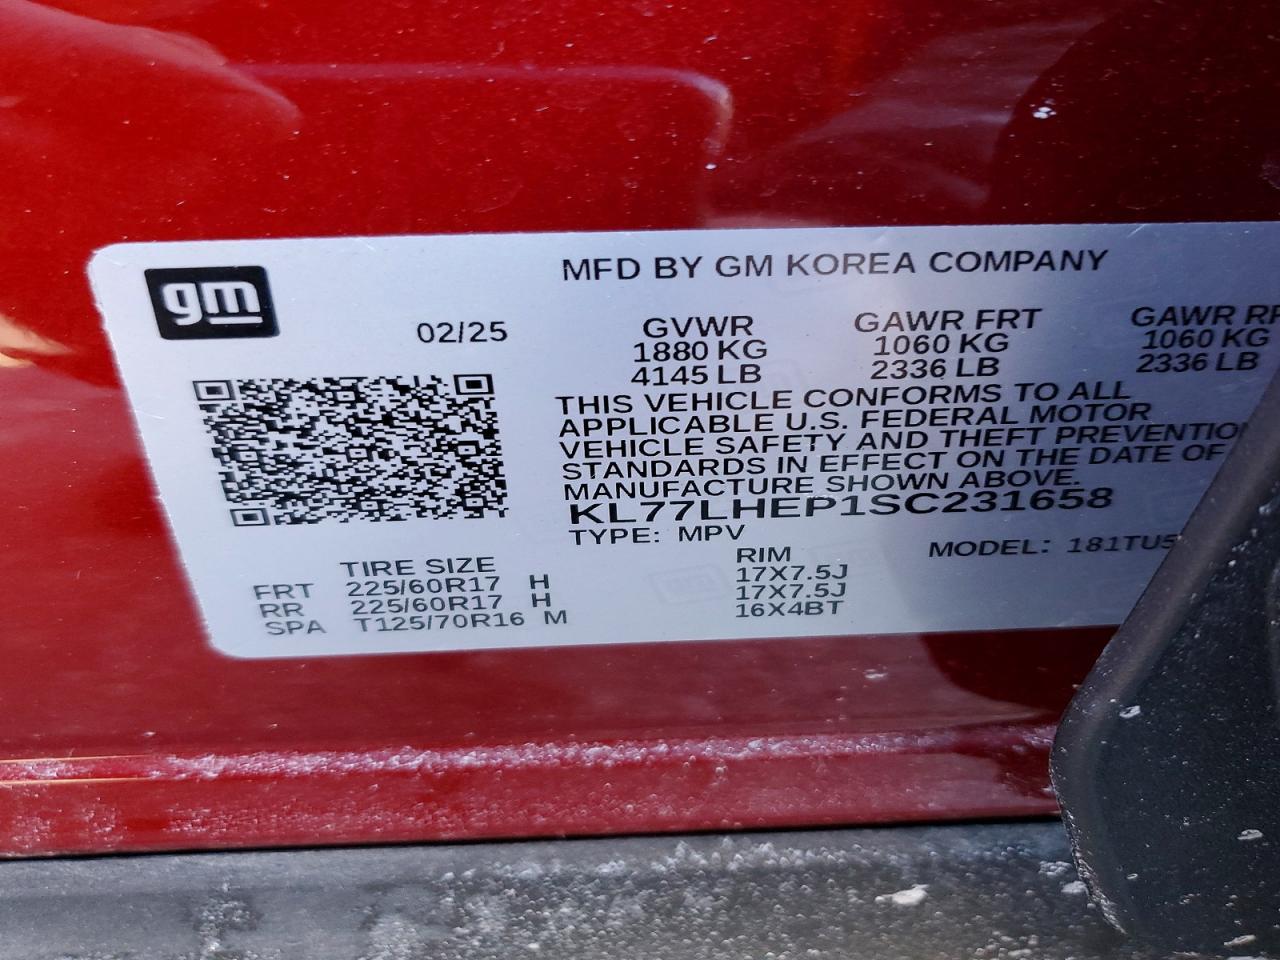 gm
MFD BY GM KOREA COMPANY
02/25
GVWR GAWR FRT GAWR
1880 KG 1060 KG 1060 KG
4145 LB 2336 LB 2336 LB
THIS VEHICLE CONFORMS TO ALL
APPLICABLE U.S. FEDERAL MOTOR
VEHICLE SAFETY AND THEFT PREVENTIO
STANDARDS IN EFFECT ON THE DATE OF
MANUFACTURE SHOWN ABOVE.
KL77LHEP1SC231658
TYPE: MPV MODEL: 181TU5
TIRE SIZE RIM
FRT 225/60R17 H 17X7.5J
RR 225/60R17 H 17X7.5J
SPA T125/70R16 M 16X4BT